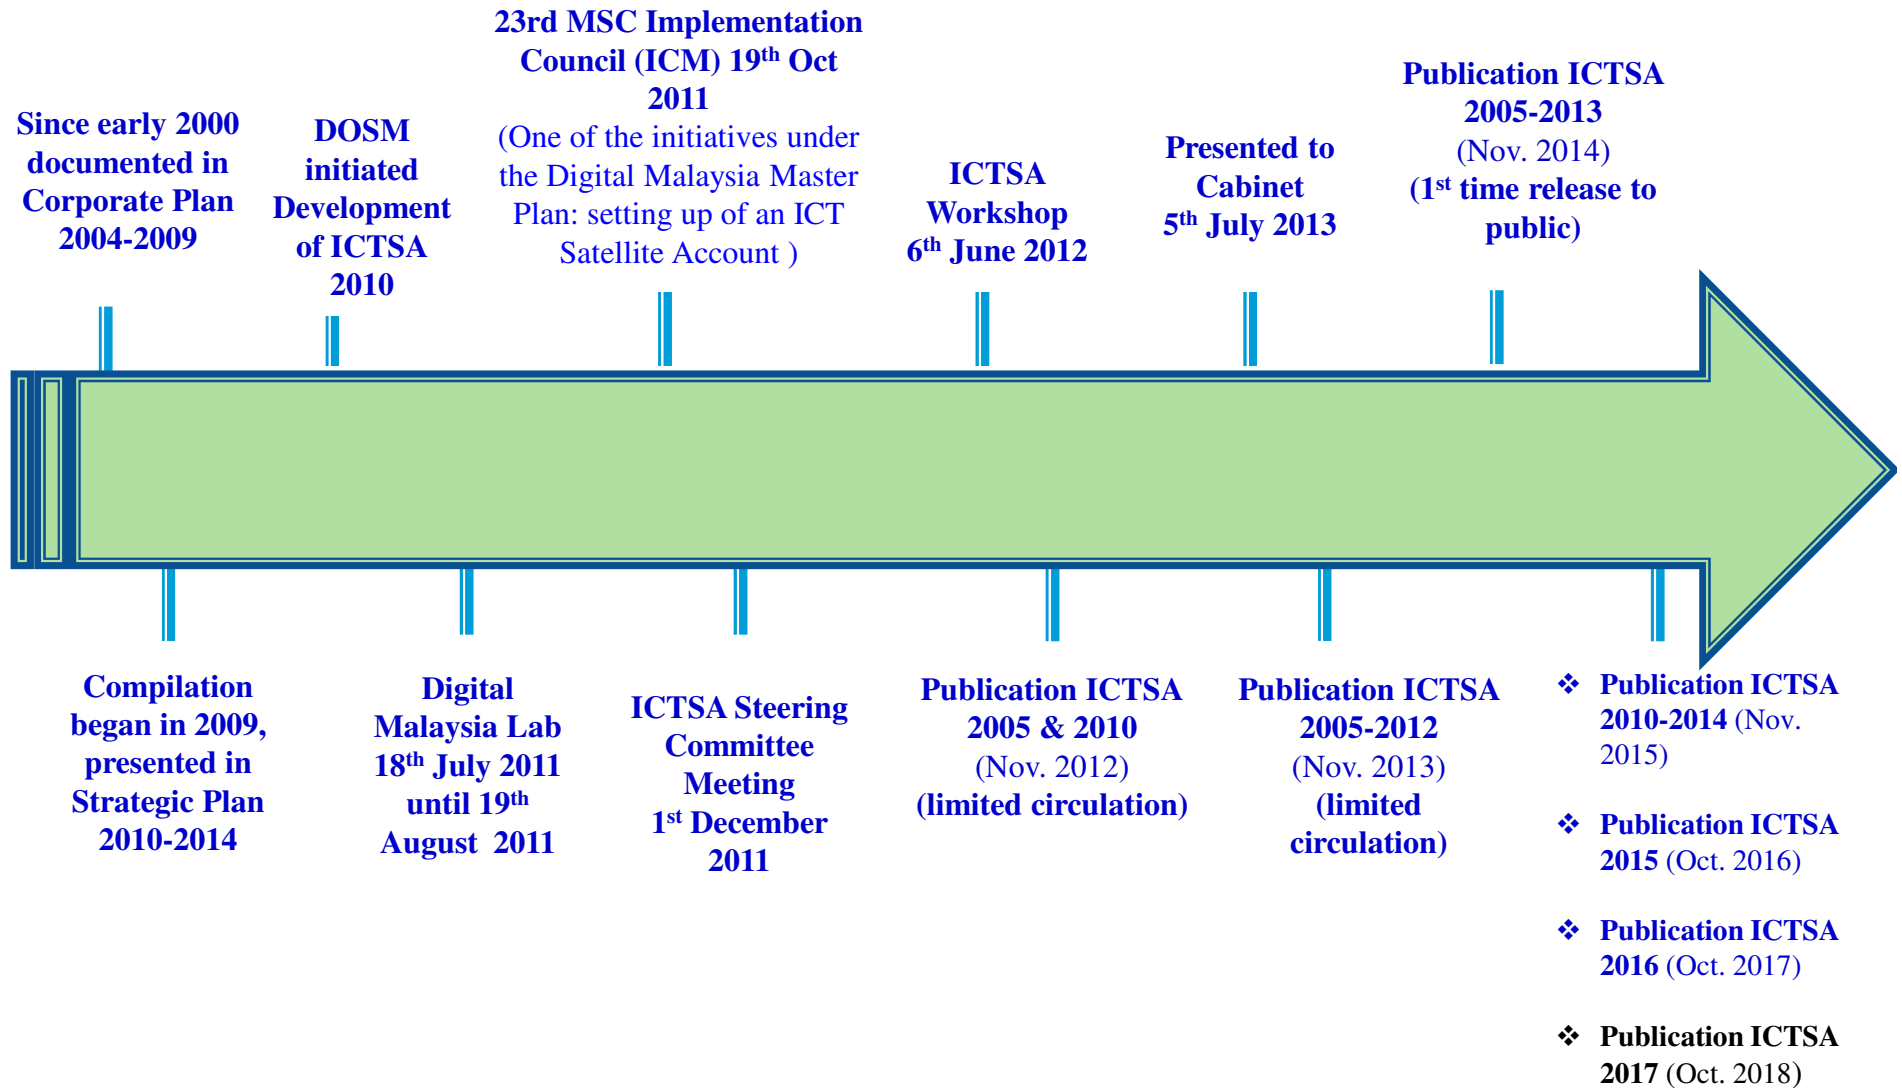 Since early 2000
documented in
Corporate Plan
2004-2009
DOSM
initiated
Development
of ICTSA
2010
23rd MSC Implementation
Council (ICM) 19th Oct
2011
(One of the initiatives under
the Digital Malaysia Master
Plan: setting up of an ICT
Satellite Account )
ICTSA
Workshop
6th June 2012
Presented to
Cabinet
5th July 2013
Publication ICTSA
2005-2013
(Nov. 2014)
(1st time release to
public)
Compilation
began in 2009,
presented in
Strategic Plan
2010-2014
Digital
Malaysia Lab
18th July 2011
until 19th
August 2011
ICTSA Steering
Committee
Meeting
1st December
2011
Publication ICTSA
2005 & 2010
(Nov. 2012)
(limited circulation)
Publication ICTSA
2005-2012
(Nov. 2013)
(limited
circulation)
❖ Publication ICTSA
2010-2014 (Nov.
2015)
❖ Publication ICTSA
2015 (Oct. 2016)
❖ Publication ICTSA
2016 (Oct. 2017)
❖ Publication ICTSA
2017 (Oct. 2018)